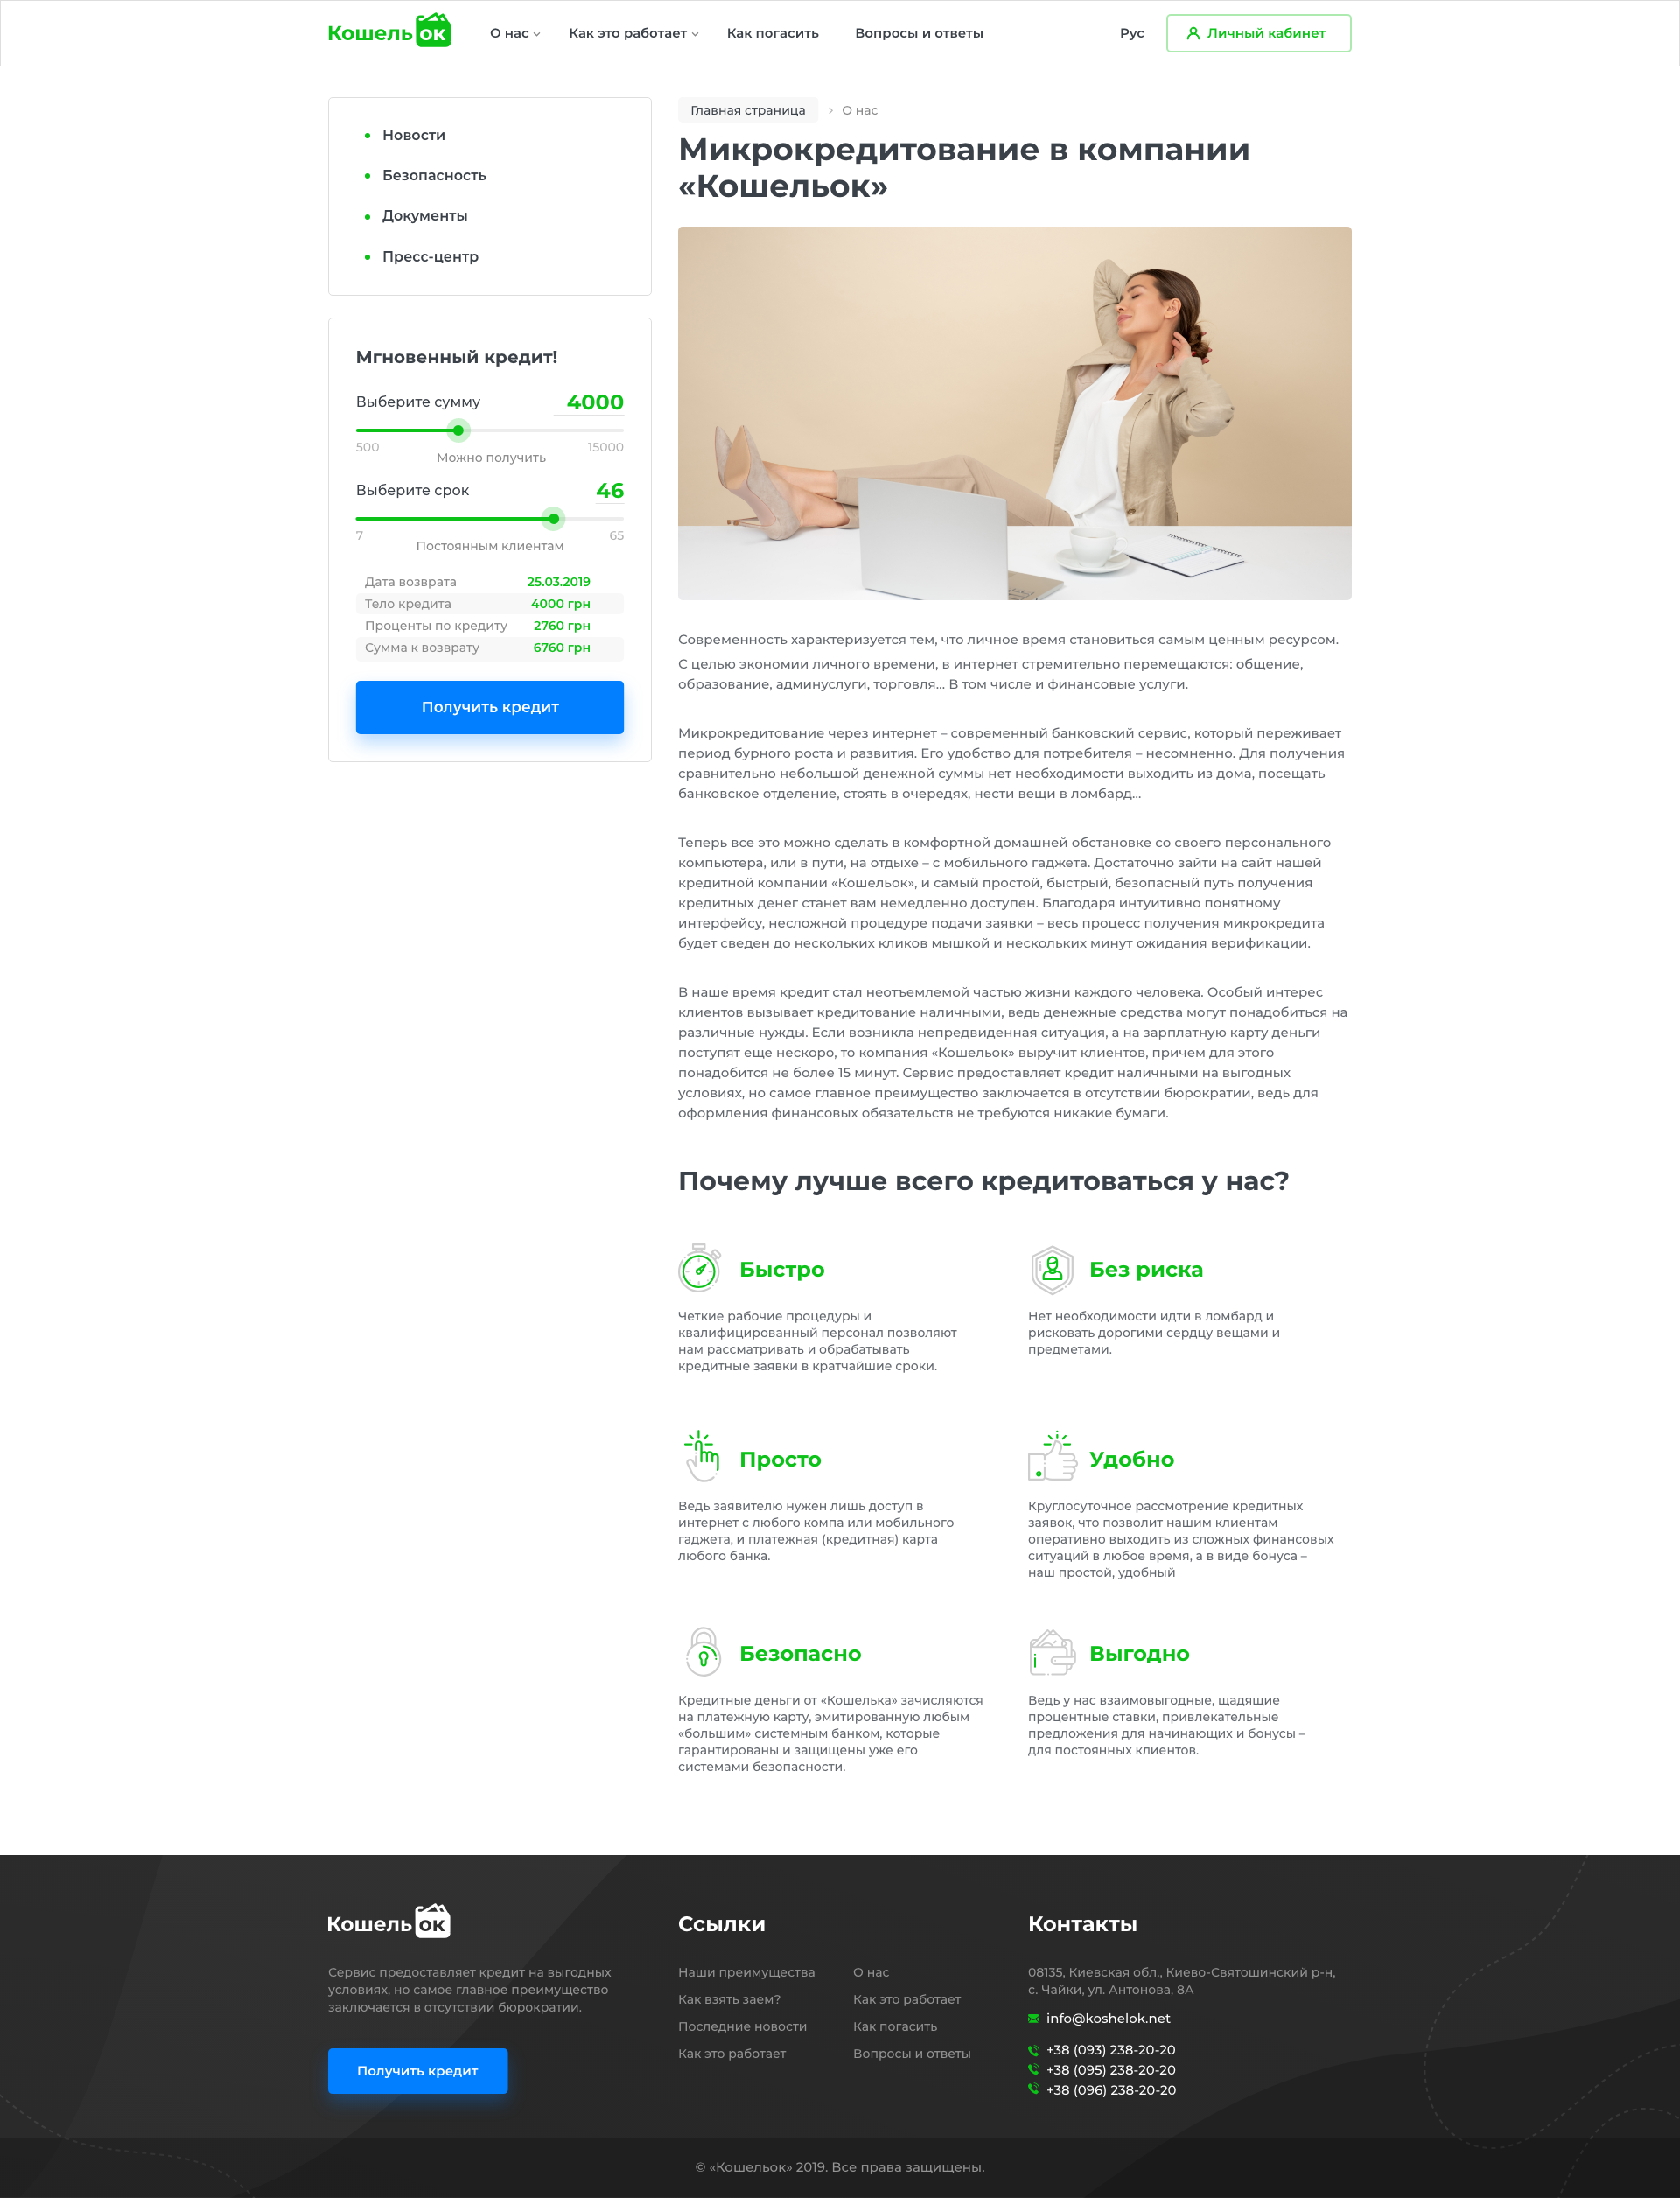 Кошельок
О нас
Как это работает
Как погасить
Вопросы и ответы
Рус
Личный кабинет
Новости
Безопасность
Документы
Пресс-центр
Мгновенный кредит!
Выберите сумму 4000
500 15000
Можно получить
Выберите срок 46
7 65
Постоянным клиентам
Дата возврата 25.03.2019
Тело кредита 4000 грн
Проценты по кредиту 2760 грн
Сумма к возврату 6760 грн
Получить кредит
Главная страница > О нас
Микрокредитование в компании
«Кошельок»
Современность характеризуется тем, что личное время становиться самым ценным ресурсом.
С целью экономии личного времени, в интернет стремительно перемещаются: общение,
образование, админуслуги, торговля... В том числе и финансовые услуги.
Микрокредитование через интернет – современный банковский сервис, который переживает
период бурного роста и развития. Его удобство для потребителя – несомненно. Для получения
сравнительно небольшой денежной суммы нет необходимости выходить из дома, посещать
банковское отделение, стоять в очередях, нести вещи в ломбард...
Теперь все это можно сделать в комфортной домашней обстановке со своего персонального
компьютера, или в пути, на отдыхе – с мобильного гаджета. Достаточно зайти на сайт нашей
кредитной компании «Кошельок», и самый простой, быстрый, безопасный путь получения
кредитных денег станет вам немедленно доступен. Благодаря интуитивно понятному
интерфейсу, несложной процедуре подачи заявки – весь процесс получения микрокредита
будет сведен до нескольких кликов мышкой и нескольких минут ожидания верификации.
В наше время кредит стал неотъемлемой частью жизни каждого человека. Особый интерес
клиентов вызывает кредитование наличными, ведь денежные средства могут понадобиться на
различные нужды. Если возникла непредвиденная ситуация, а на зарплатную карту деньги
поступят еще нескоро, то компания «Кошельок» выручит клиентов, причем для этого
понадобится не более 15 минут. Сервис предоставляет кредит наличными на выгодных
условиях, но самое главное преимущество заключается в отсутствии бюрократии, ведь для
оформления финансовых обязательств не требуются никакие бумаги.
Почему лучше всего кредитоваться у нас?
Быстро
Четкие рабочие процедуры и
квалифицированный персонал позволяют
нам рассматривать и обрабатывать
кредитные заявки в кратчайшие сроки.
Без риска
Нет необходимости идти в ломбард и
рисковать дорогими сердцу вещами и
предметами.
Просто
Ведь заявителю нужен лишь доступ в
интернет с любого компа или мобильного
гаджета, и платежная (кредитная) карта
любого банка.
Удобно
Круглосуточное рассмотрение кредитных
заявок, что позволит нашим клиентам
оперативно выходить из сложных финансовых
ситуаций в любое время, а в виде бонуса –
наш простой, удобный
Безопасно
Кредитные деньги от «Кошелька» зачисляются
на платежную карту, эмитированную любым
«большим» системным банком, которые
гарантированы и защищены уже его
системами безопасности.
Выгодно
Ведь у нас взаимовыгодные, щадящие
процентные ставки, привлекательные
предложения для начинающих и бонусы –
для постоянных клиентов.
Кошельок
Сервис предоставляет кредит на выгодных
условиях, но самое главное преимущество
заключается в отсутствии бюрократии.
Получить кредит
Ссылки
Наши преимущества
Как взять заем?
Последние новости
Как это работает
О нас
Как это работает
Как погасить
Вопросы и ответы
Контакты
08135, Киевская обл., Киево-Святошинский р-н,
с. Чайки, ул. Антонова, 8А
info@koshelok.net
+38 (093) 238-20-20
+38 (095) 238-20-20
+38 (096) 238-20-20
© «Кошельок» 2019. Все права защищены.